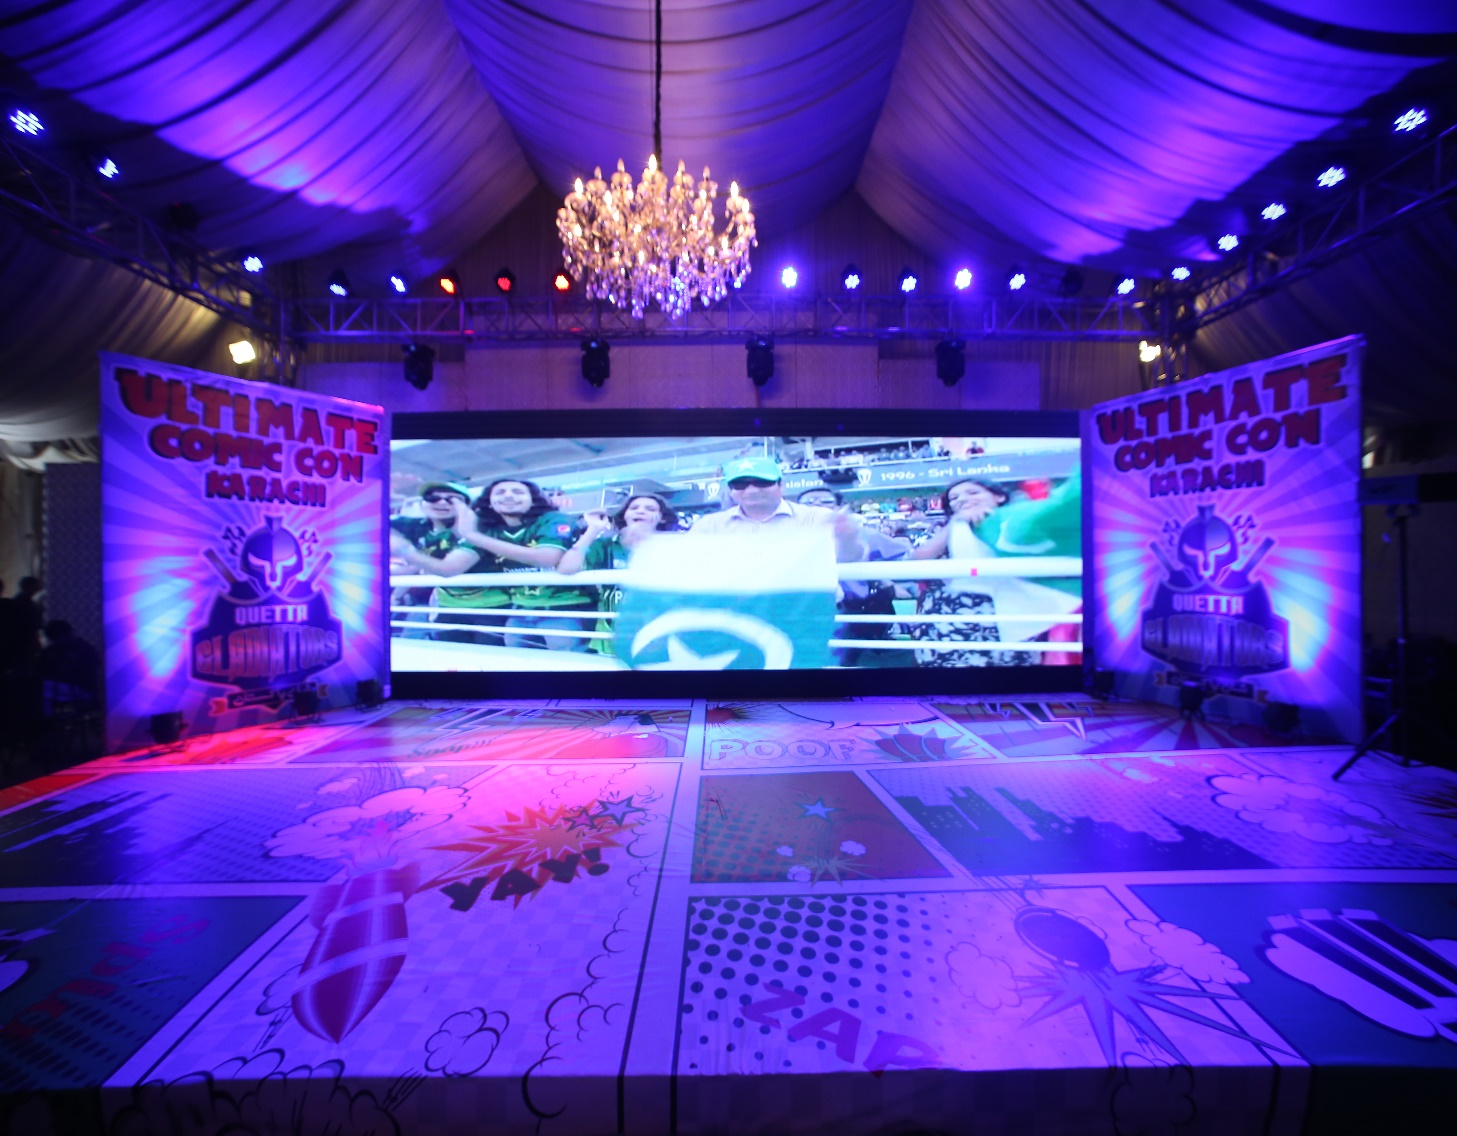 ULTIMATE
COMIC CON
KARACHI
QUETTA
GLADIATORS
1996 - Sri Lanka
ULTIMATE
COMIC CON
KARACHI
QUETTA
GLADIATORS
POOF
YAY!
ZAP